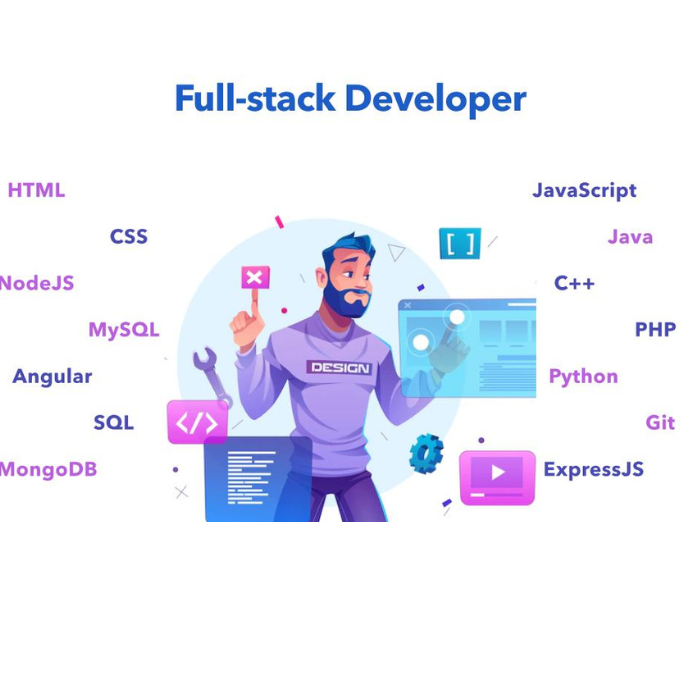 Full-stack Developer
HTML
CSS
NodeJS
MySQL
Angular
SQL
MongoDB
DESIGN
JavaScript
Java
C++
PHP
Python
Git
ExpressJS
[ ]
</>